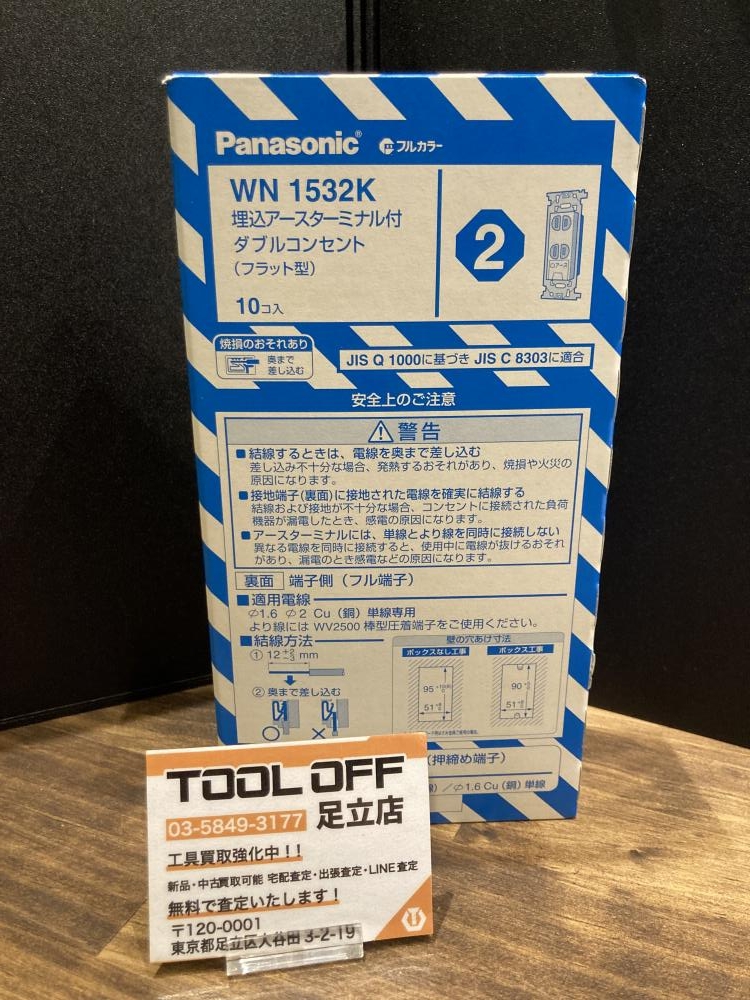 Panasonic® フルカラー
WN 1532K
埋込アースターミナル付
ダブルコンセント
(フラット型)
10コ入
2
アース
焼損のおそれあり
奥まで
差し込む
JIS Q 1000に基づき JIS C 8303に適合
安全上のご注意
警告
■結線するときは、電線を奥まで差し込む
差し込み不十分な場合、発熱するおそれがあり、焼損や火災の
原因になります。
■接地端子(裏面)に接地された電線を確実に結線する
結線および接地が不十分な場合、コンセントに接続された負荷
機器が漏電したとき、感電の原因になります。
■アースターミナルには、単線とより線を同時に接続しない
異なる電線を同時に接続すると、使用中に電線が抜けるおそれ
があり、漏電のとき感電などの原因になります。
裏面 端子側(フル端子)
■適用電線
φ1.6 φ2 Cu(銅)単線専用
より線には WV2500 棒型圧着端子をご使用ください。
■結線方法
① 12 mm
② 奥まで差し込む
○ ×
壁の穴あけ寸法
ボックスなし工事
ボックス工事
95
51
90
51
(押締め端子)
/φ1.6 Cu(銅)単線
TOOL OFF
03-5849-3177 足立店
工具買取強化中!!
新品・中古買取可能 宅配査定・出張査定・LINE査定
無料で査定いたします!
〒120-0001
東京都足立区大谷田 3-2-19